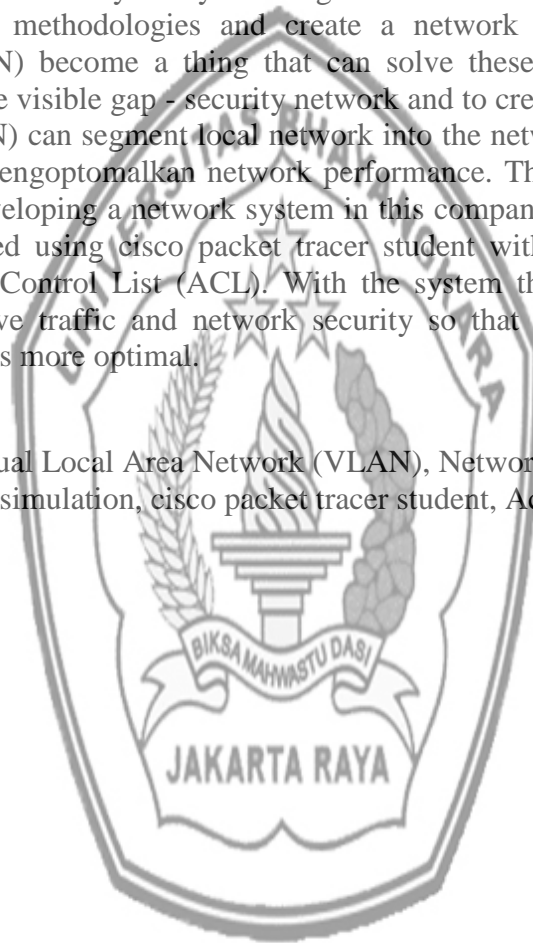 methodologies and create a network
N) become a thing that can solve these
e visible gap - security network and to cre
N) can segment local network into the netw
engoptomalkan network performance. Th
veloping a network system in this compan
ed using cisco packet tracer student with
Control List (ACL). With the system th
ve traffic and network security so that
s more optimal.
ual Local Area Network (VLAN), Networ
simulation, cisco packet tracer student, Ac
UNIVERSITAS BHAYANGKARA
BIKSA MAHWASTU DASI
JAKARTA RAYA